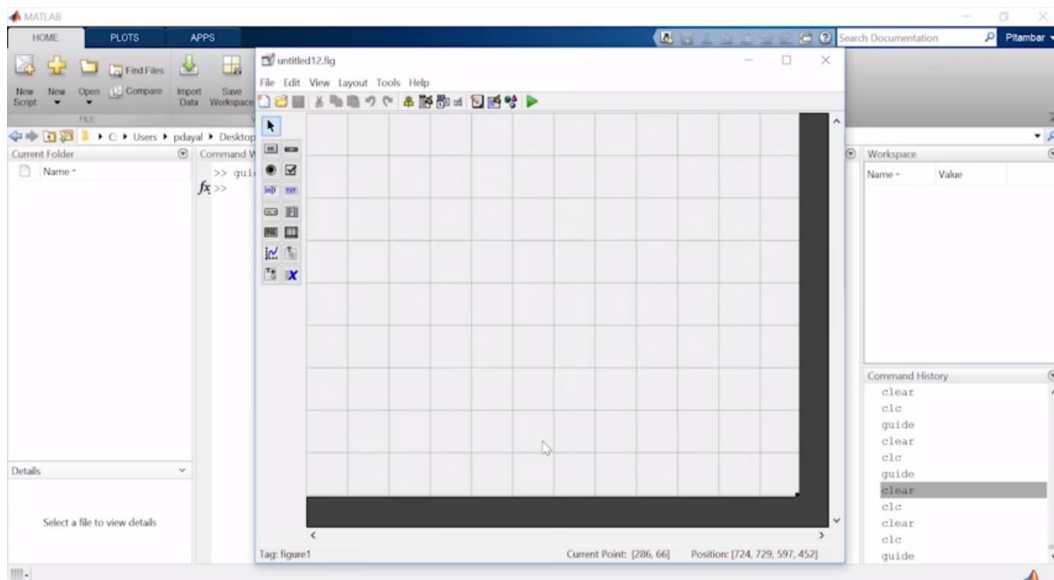 MATLAB
HOME PLOTS APPS
Search Documentation Pitambar
New Script
New
Open
Find Files
Compare
Import Data
Save Workspace
FILE
C: Users pdayal Desktop
Current Folder
Name
Command W
>> gui
fx >>
untitled12.fig
File Edit View Layout Tools Help
Tag: figure1
Current Point: [286, 66]
Position: [724, 729, 597, 452]
Workspace
Name Value
Command History
clear
clc
guide
clear
clc
guide
clear
clc
clear
clc
guide
Details
Select a file to view details